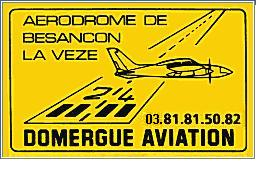 AERODROME DE
BESANCON
LA VEZE
24
03.81.81.50.82
DOMERGUE AVIATION